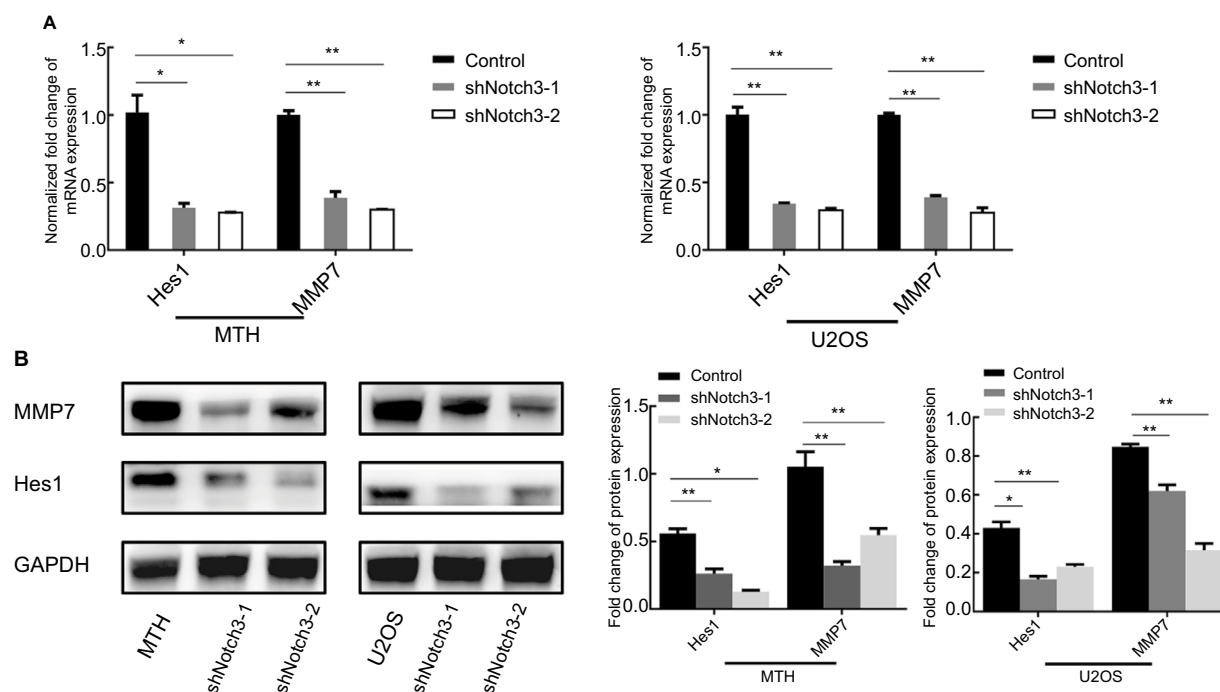 A
Normalized fold change of
mRNA expression
1.5
1.0
0.5
0.0
*
*
**
**
Control
shNotch3-1
shNotch3-2
Hes1
MMP7
MTH
Normalized fold change of
mRNA expression
1.5
1.0
0.5
0.0
**
**
**
**
Control
shNotch3-1
shNotch3-2
Hes1
MMP7
U2OS
B
MMP7
Hes1
GAPDH
MTH
shNotch3-1
shNotch3-2
U2OS
shNotch3-1
shNotch3-2
Fold change of protein expression
1.5
1.0
0.5
0.0
Control
shNotch3-1
shNotch3-2
**
*
**
**
Hes1
MMP7
MTH
Fold change of protein expression
1.0
0.8
0.6
0.4
0.2
0.0
Control
shNotch3-1
shNotch3-2
*
**
**
**
Hes1
MMP7
U2OS